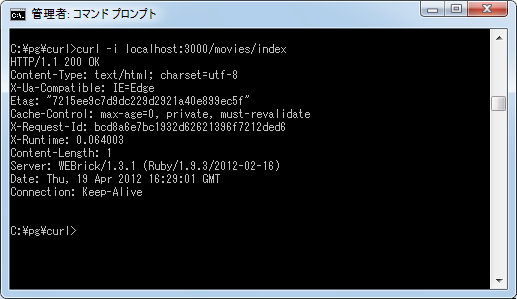 管理者: コマンド プロンプト
C:¥pg¥curl>curl -i localhost:3000/movies/index
HTTP/1.1 200 OK
Content-Type: text/html; charset=utf-8
X-Ua-Compatible: IE=Edge
Etag: "7215ee9c7d9dc229d2921a40e899ec5f"
Cache-Control: max-age=0, private, must-revalidate
X-Request-Id: bcd8a6e7bc1932d62621396f7212ded6
X-Runtime: 0.064003
Content-Length: 1
Server: WEBrick/1.3.1 (Ruby/1.9.3/2012-02-16)
Date: Thu, 19 Apr 2012 16:29:01 GMT
Connection: Keep-Alive
C:¥pg¥curl>